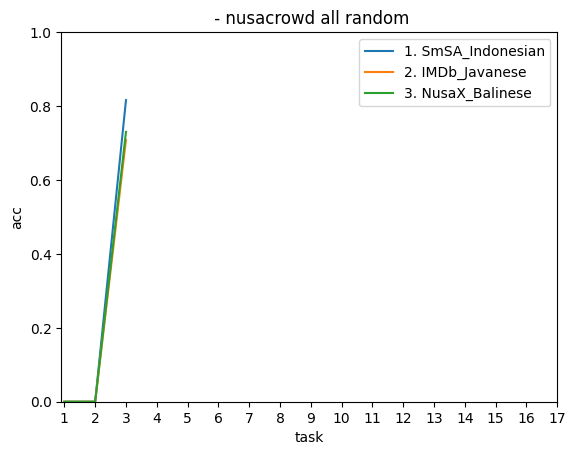 - nusacrowd all random
1. SmSA_Indonesian
2. IMDb_Javanese
3. NusaX_Balinese
1.0
0.8
0.6
0.4
0.2
0.0
acc
1 2 3 4 5 6 7 8 9 10 11 12 13 14 15 16 17
task